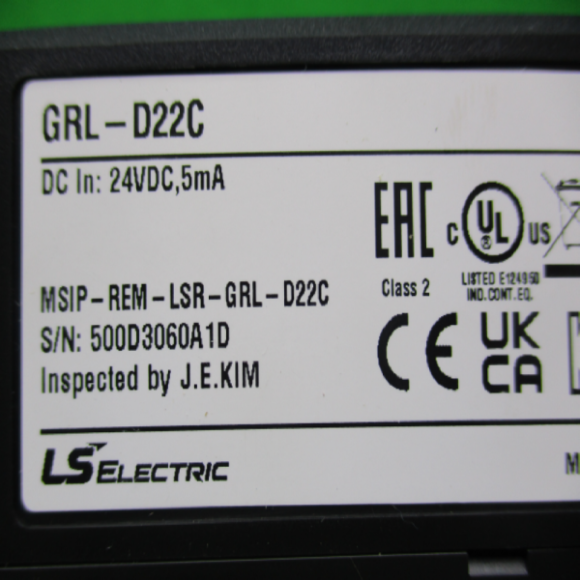 GRL-D22C
DC In: 24VDC,5mA
EAC
C UL US
®
Class 2
LISTED E124950
IND.CONT.EQ.
MSIP-REM-LSR-GRL-D22C
S/N: 500D3060A1D
Inspected by J.E.KIM
CE
UK
CA
LS ELECTRIC
M